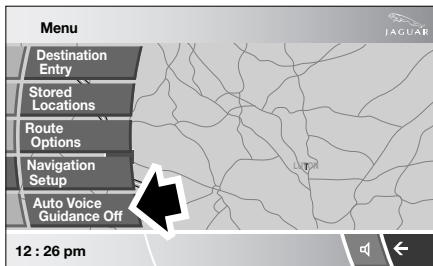 Menu
JAGUAR
Destination
Entry
Stored
Locations
Route
Options
Navigation
Setup
Auto Voice
Guidance Off
12 : 26 pm